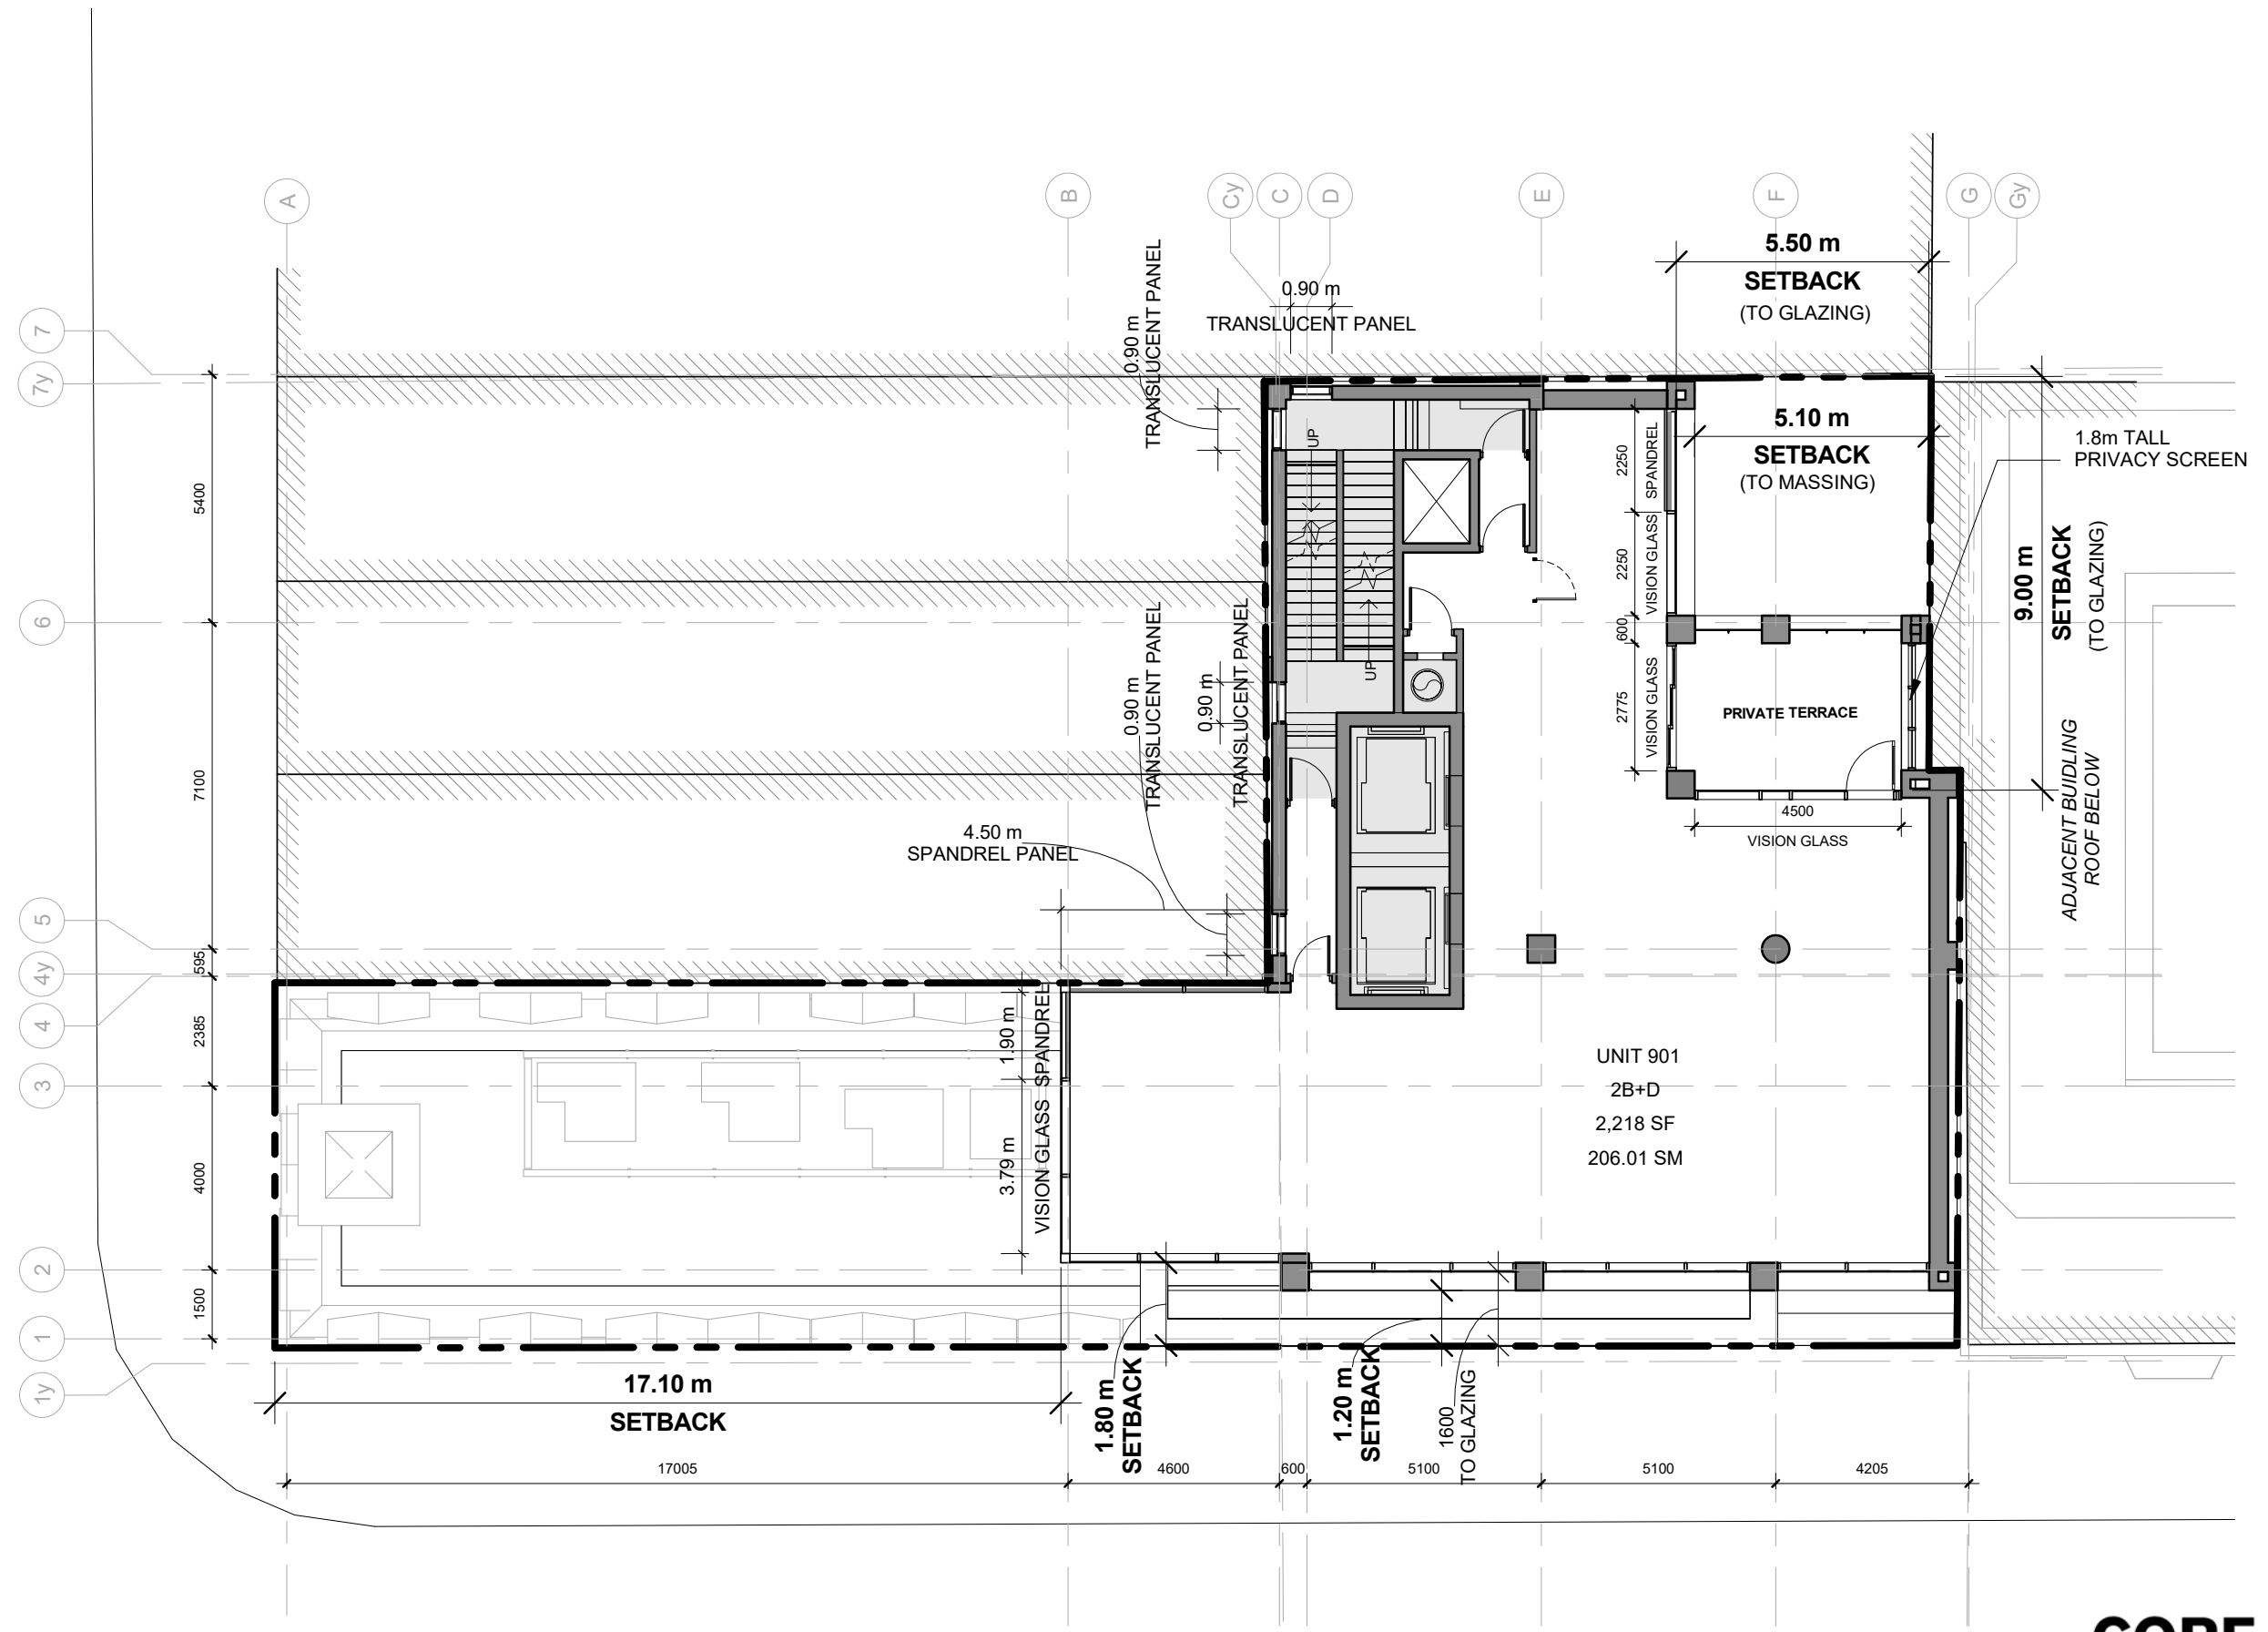 A
B
Cy
C
D
E
F
G
Gy
5.50 m
SETBACK
(TO GLAZING)
0.90 m
TRANSLUCENT PANEL
0.90 m
TRANSLUCENT PANEL
7
7y
5.10 m
SETBACK
(TO MASSING)
1.8m TALL
PRIVACY SCREEN
UP
2250
SPANDREL
5400
2250
VISION GLASS
9.00 m
SETBACK
(TO GLAZING)
6
600
0.90 m
TRANSLUCENT PANEL
0.90 m
TRANSLUCENT PANEL
UP
2775
VISION GLASS
PRIVATE TERRACE
7100
4500
VISION GLASS
ADJACENT BUIDLING
ROOF BELOW
4.50 m
SPANDREL PANEL
5
595
4y
4
2385
1.90 m
SPANDREL
UNIT 901
2B+D
2,218 SF
206.01 SM
3
4000
3.79 m
VISION GLASS
2
1500
1
1y
17.10 m
SETBACK
1.80 m
SETBACK
1.20 m
SETBACK
1600
TO GLAZING
17005
4600
600
5100
5100
4205